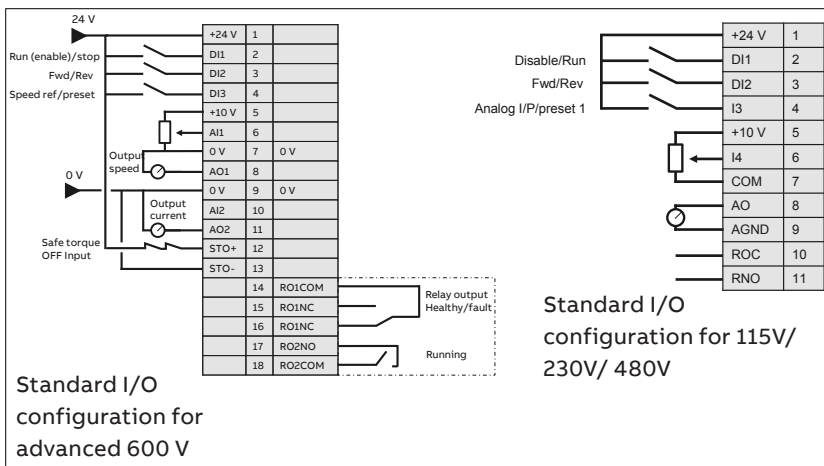 24 V
+24 V 1
Run (enable)/stop DI1 2
Fwd/Rev DI2 3
Speed ref/preset DI3 4
+10 V 5
AI1 6
Output speed
0 V 7 0 V
AO1 8
0 V
0 V 9 0 V
Output current
AI2 10
AO2 11
Safe torque OFF Input
STO+ 12
STO- 13
14 RO1COM
15 RO1NC
16 RO1NC
Relay output
Healthy/fault
17 RO2NO
18 RO2COM
Running
Standard I/O
configuration for
advanced 600 V
+24 V 1
Disable/Run DI1 2
Fwd/Rev DI2 3
Analog I/P/preset 1 I3 4
+10 V 5
I4 6
COM 7
AO 8
AGND 9
ROC 10
RNO 11
Standard I/O
configuration for 115V/
230V/ 480V